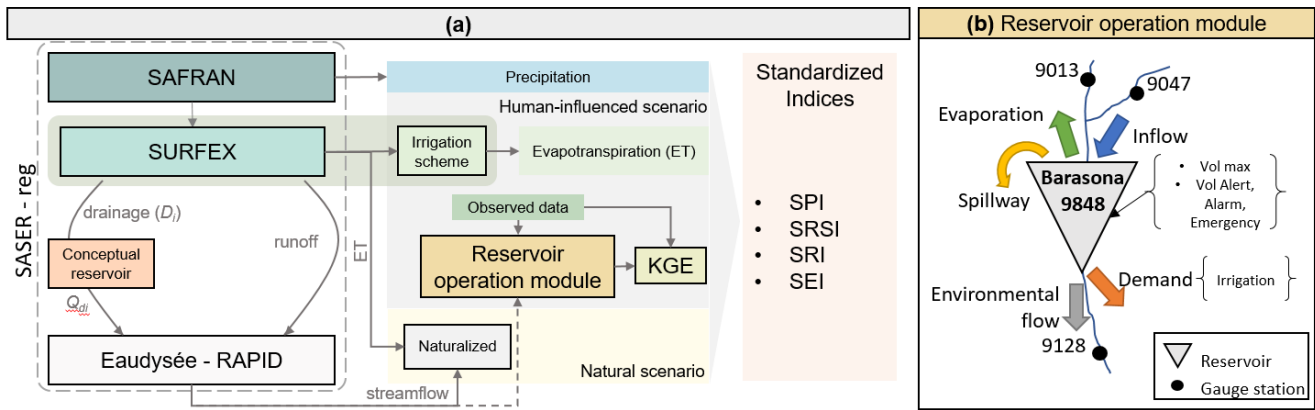 (a)
SAFRAN
Precipitation
Human-influenced scenario
SURFEX
Irrigation
scheme
Evapotranspiration (ET)
SASER - reg
drainage (Di)
runoff
ET
Observed data
Conceptual
reservoir
Reservoir
operation module
KGE
Qdi
Eaudysée - RAPID
Naturalized
Natural scenario
streamflow
Standardized
Indices
• SPI
• SRSI
• SRI
• SEI
(b) Reservoir operation module
9013
9047
Evaporation
Inflow
Spillway
Barasona
9848
• Vol max
• Vol Alert,
Alarm,
Emergency
Demand
Irrigation
Environmental
flow
9128
Reservoir
Gauge station